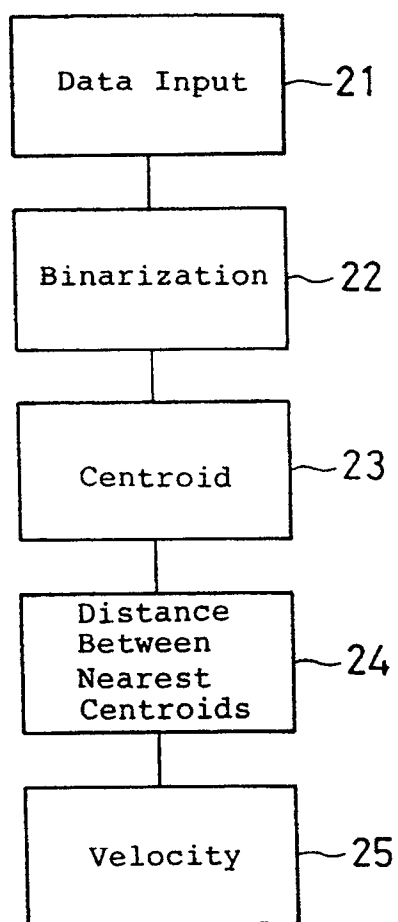 Data Input 21
Binarization 22
Centroid 23
Distance
Between
Nearest
Centroids 24
Velocity 25